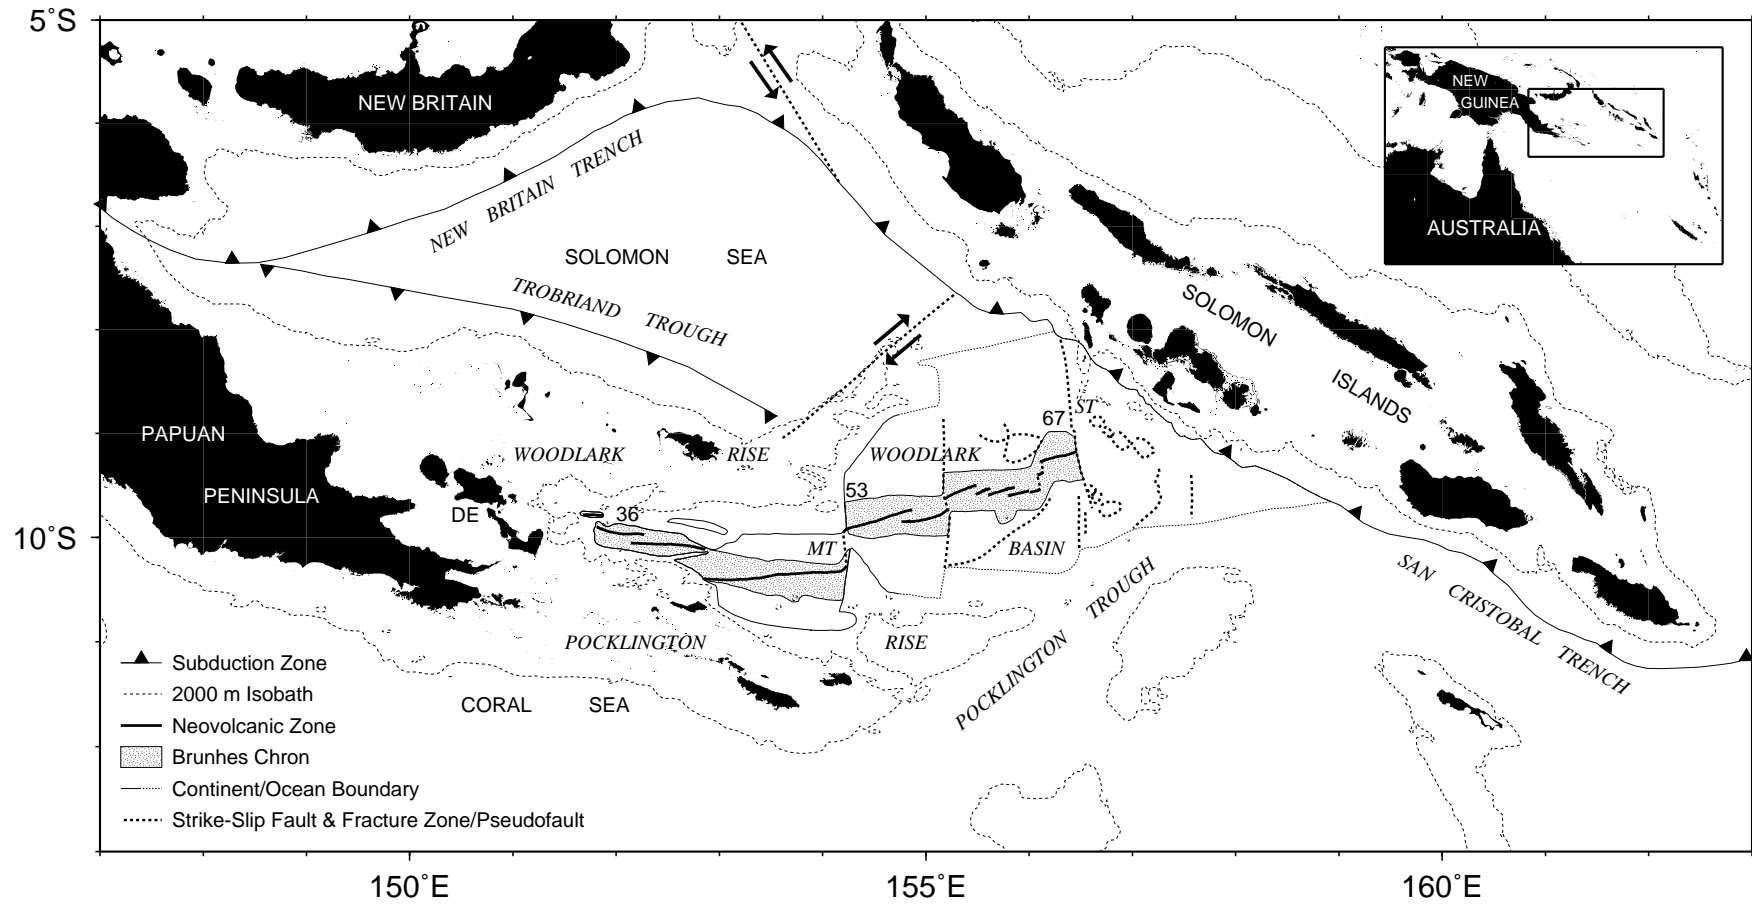 5°S
NEW
GUINEA
NEW BRITAIN
NEW BRITAIN TRENCH
AUSTRALIA
SOLOMON SEA
TROBRIAND TROUGH
SOLOMON
ISLANDS
ST
67
PAPUAN
WOODLARK RISE
WOODLARK
PENINSULA
53
DE
36
10°S
MT
BASIN
SAN CRISTOBAL TRENCH
POCKLINGTON TROUGH
POCKLINGTON RISE
CORAL SEA
Subduction Zone
2000 m Isobath
Neovolcanic Zone
Brunhes Chron
Continent/Ocean Boundary
Strike-Slip Fault & Fracture Zone/Pseudofault
150°E
155°E
160°E